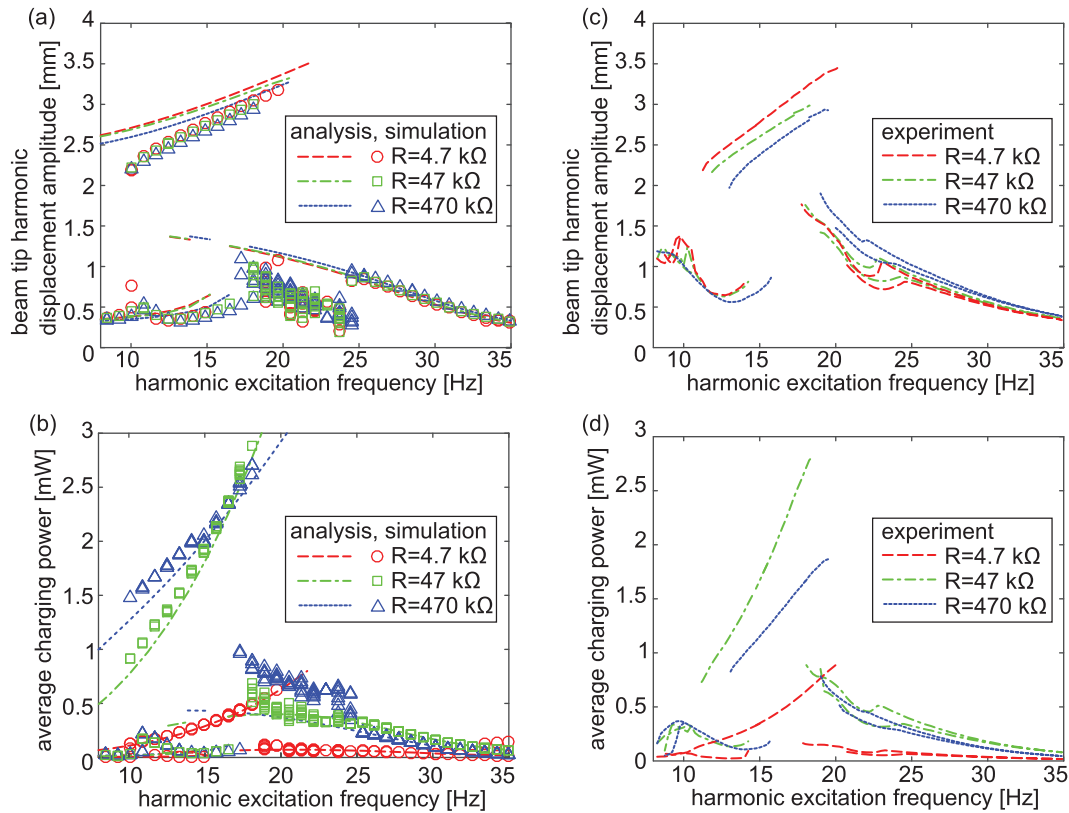 (a)
beam tip harmonic
displacement amplitude [mm]
4
3.5
3
2.5
2
1.5
1
0.5
0
analysis, simulation
R=4.7 kΩ
R=47 kΩ
R=470 kΩ
10 15 20 25 30 35
harmonic excitation frequency [Hz]
(c)
beam tip harmonic
displacement amplitude [mm]
4
3.5
3
2.5
2
1.5
1
0.5
0
experiment
R=4.7 kΩ
R=47 kΩ
R=470 kΩ
10 15 20 25 30 35
harmonic excitation frequency [Hz]
(b)
average charging power [mW]
3
2.5
2
1.5
1
0.5
0
analysis, simulation
R=4.7 kΩ
R=47 kΩ
R=470 kΩ
10 15 20 25 30 35
harmonic excitation frequency [Hz]
(d)
average charging power [mW]
3
2.5
2
1.5
1
0.5
0
experiment
R=4.7 kΩ
R=47 kΩ
R=470 kΩ
10 15 20 25 30 35
harmonic excitation frequency [Hz]